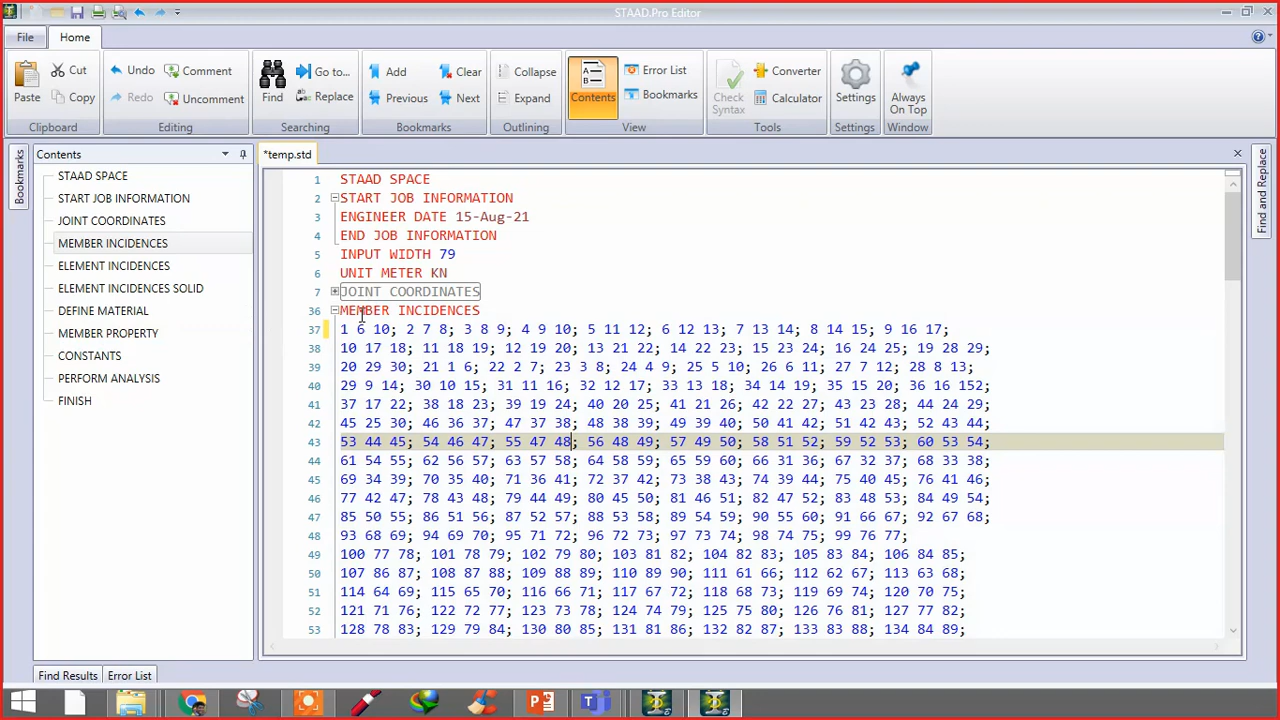 STAAD.Pro Editor
File
Home
Paste
Cut
Copy
Clipboard
Undo
Redo
Comment
Uncomment
Editing
Find
Go to...
Replace
Searching
Add
Previous
Clear
Next
Bookmarks
Collapse
Expand
Outlining
Contents
Error List
Bookmarks
View
Check Syntax
Converter
Calculator
Tools
Settings
Settings
Always On Top
Window
Bookmarks
Contents
STAAD SPACE
START JOB INFORMATION
JOINT COORDINATES
MEMBER INCIDENCES
ELEMENT INCIDENCES
ELEMENT INCIDENCES SOLID
DEFINE MATERIAL
MEMBER PROPERTY
CONSTANTS
PERFORM ANALYSIS
FINISH
*temp.std
1 STAAD SPACE
2 START JOB INFORMATION
3 ENGINEER DATE 15-Aug-21
4 END JOB INFORMATION
5 INPUT WIDTH 79
6 UNIT METER KN
7 JOINT COORDINATES
36 MEMBER INCIDENCES
37 1 6 10; 2 7 8; 3 8 9; 4 9 10; 5 11 12; 6 12 13; 7 13 14; 8 14 15; 9 16 17;
38 10 17 18; 11 18 19; 12 19 20; 13 21 22; 14 22 23; 15 23 24; 16 24 25; 19 28 29;
39 20 29 30; 21 1 6; 22 2 7; 23 3 8; 24 4 9; 25 5 10; 26 6 11; 27 7 12; 28 8 13;
40 29 9 14; 30 10 15; 31 11 16; 32 12 17; 33 13 18; 34 14 19; 35 15 20; 36 16 152;
41 37 17 22; 38 18 23; 39 19 24; 40 20 25; 41 21 26; 42 22 27; 43 23 28; 44 24 29;
42 45 25 30; 46 36 37; 47 37 38; 48 38 39; 49 39 40; 50 41 42; 51 42 43; 52 43 44;
43 53 44 45; 54 46 47; 55 47 48; 56 48 49; 57 49 50; 58 51 52; 59 52 53; 60 53 54;
44 61 54 55; 62 56 57; 63 57 58; 64 58 59; 65 59 60; 66 31 36; 67 32 37; 68 33 38;
45 69 34 39; 70 35 40; 71 36 41; 72 37 42; 73 38 43; 74 39 44; 75 40 45; 76 41 46;
46 77 42 47; 78 43 48; 79 44 49; 80 45 50; 81 46 51; 82 47 52; 83 48 53; 84 49 54;
47 85 50 55; 86 51 56; 87 52 57; 88 53 58; 89 54 59; 90 55 60; 91 66 67; 92 67 68;
48 93 68 69; 94 69 70; 95 71 72; 96 72 73; 97 73 74; 98 74 75; 99 76 77;
49 100 77 78; 101 78 79; 102 79 80; 103 81 82; 104 82 83; 105 83 84; 106 84 85;
50 107 86 87; 108 87 88; 109 88 89; 110 89 90; 111 61 66; 112 62 67; 113 63 68;
51 114 64 69; 115 65 70; 116 66 71; 117 67 72; 118 68 73; 119 69 74; 120 70 75;
52 121 71 76; 122 72 77; 123 73 78; 124 74 79; 125 75 80; 126 76 81; 127 77 82;
53 128 78 83; 129 79 84; 130 80 85; 131 81 86; 132 82 87; 133 83 88; 134 84 89;
Find and Replace
Find Results
Error List